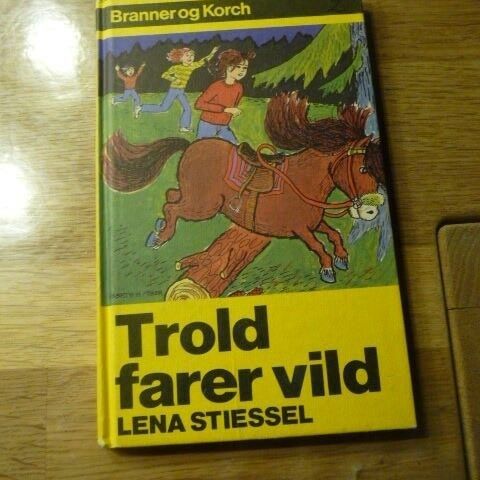 Branner og Korch
Trold
farer vild
LENA STIESSEL